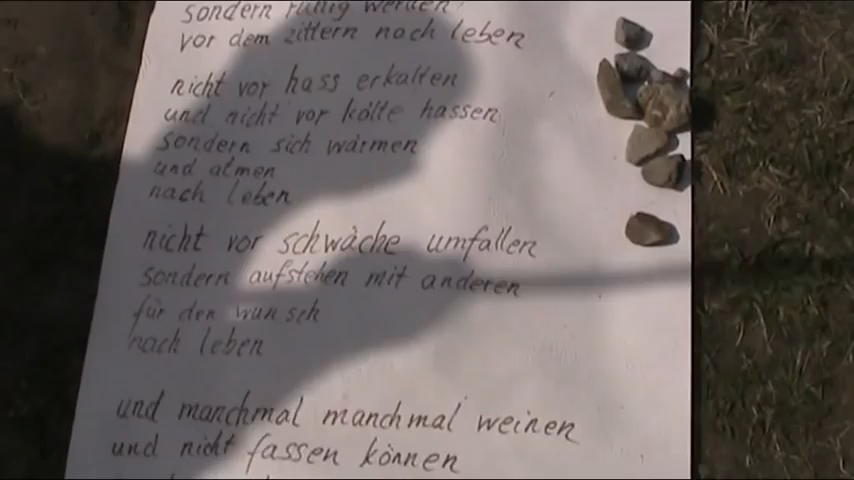 sondern ruhig werden
vor dem zittern nach leben
nicht vor hass erkalten
und nicht vor kälte hassen
sondern sich wärmen
und atmen
nach leben
nicht vor schwäche umfallen
sondern aufstehen mit anderen
für den wunsch
nach leben
und manchmal manchmal weinen
und nicht fassen können